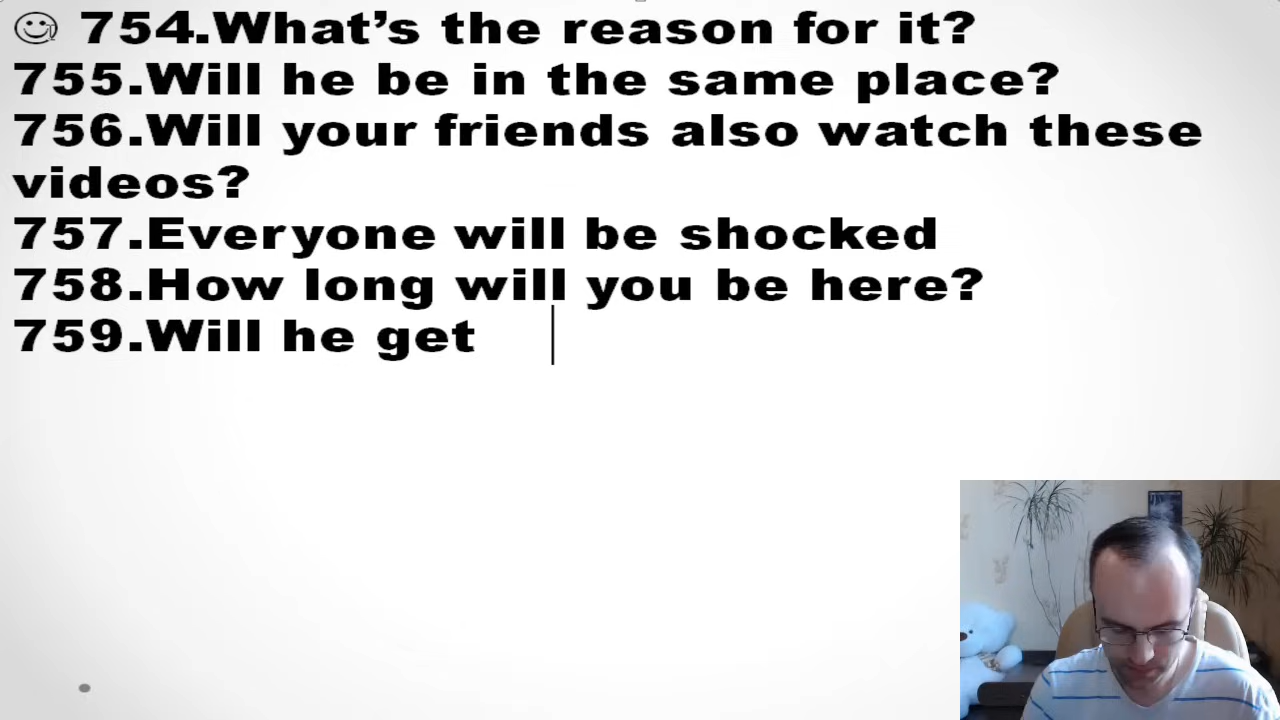 754.What’s the reason for it?
755.Will he be in the same place?
756.Will your friends also watch these
videos?
757.Everyone will be shocked
758.How long will you be here?
759.Will he get